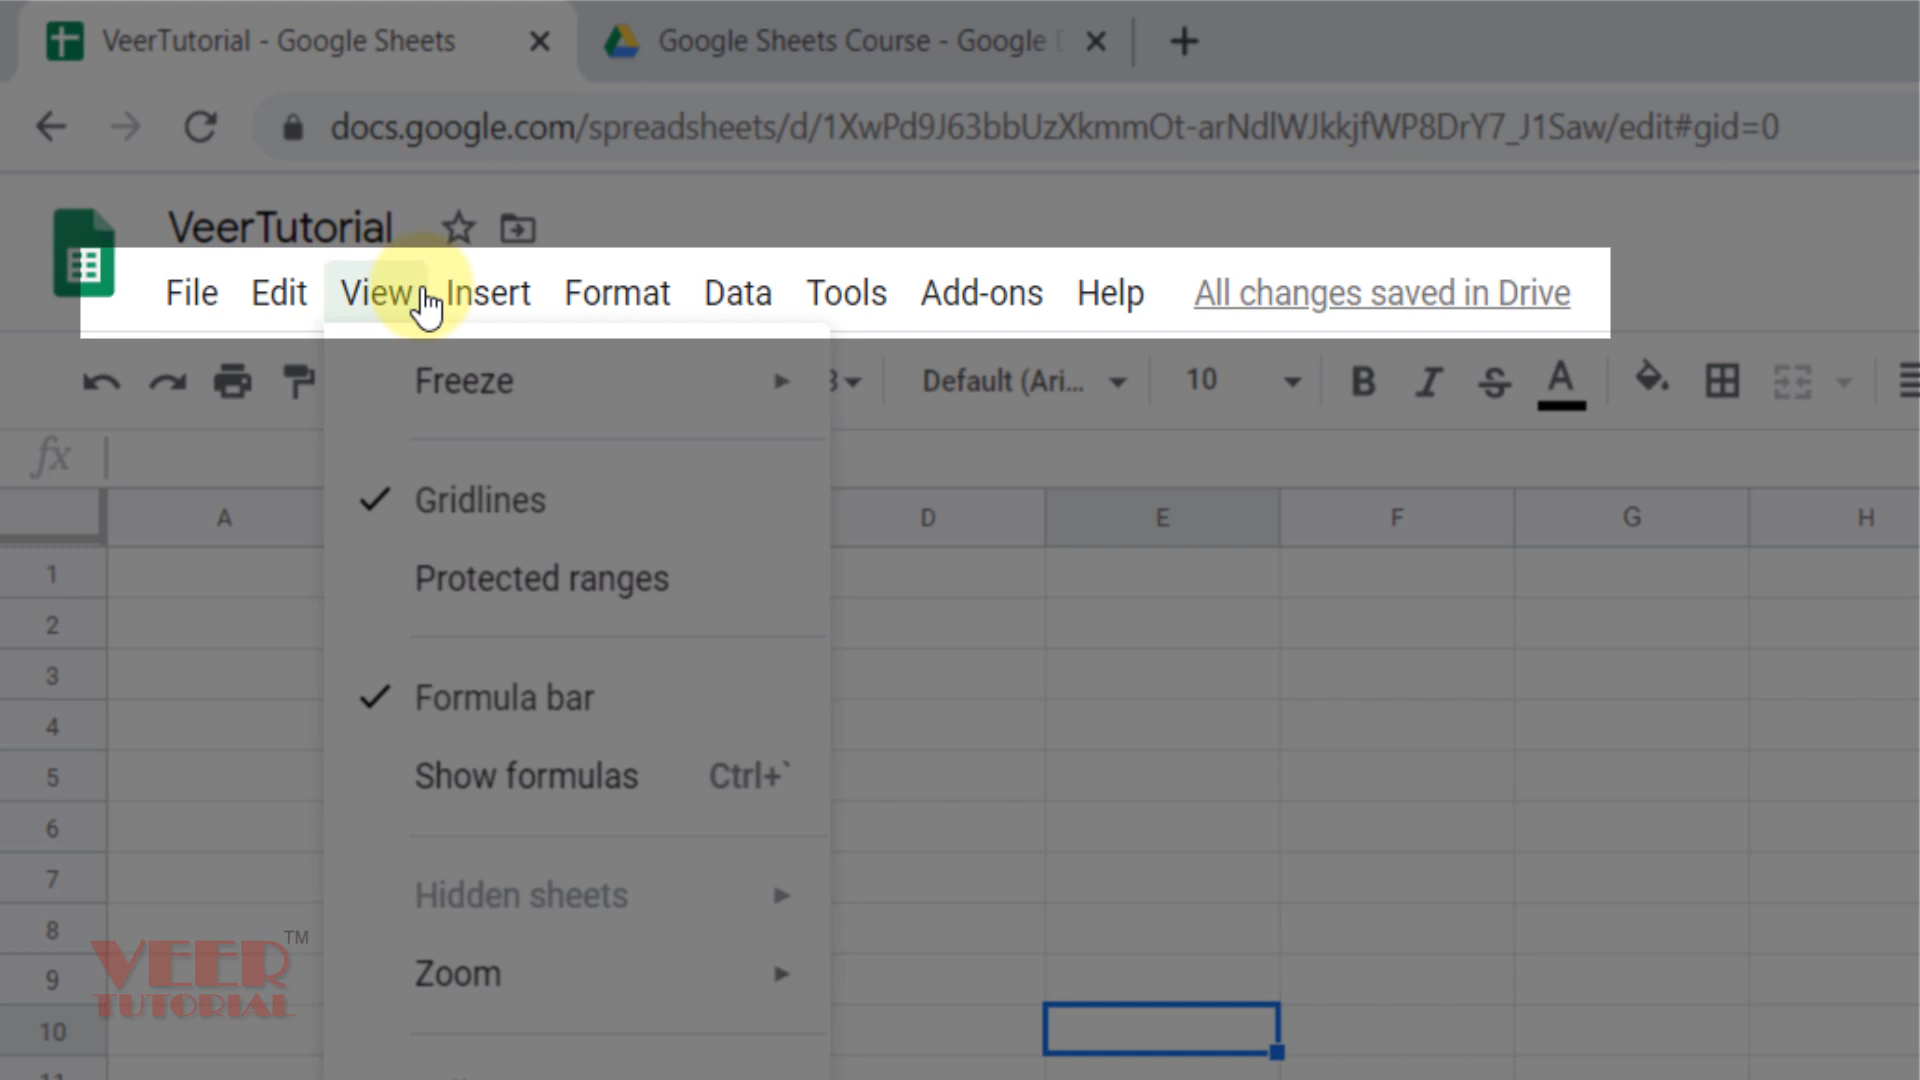 VeerTutorial - Google Sheets
Google Sheets Course - Google
docs.google.com/spreadsheets/d/1XwPd9J63bbUzXkmmOt-arNdlWJkkjfWP8DrY7_J1Saw/edit#gid=0
VeerTutorial
File Edit View Insert Format Data Tools Add-ons Help All changes saved in Drive
Default (Ari... 10 B I S A
fx
A D E F G H
Freeze
Gridlines
Protected ranges
Formula bar
Show formulas Ctrl+`
Hidden sheets
Zoom
1
2
3
4
5
6
7
8
9
10
11
VEER TM
TUTORIAL